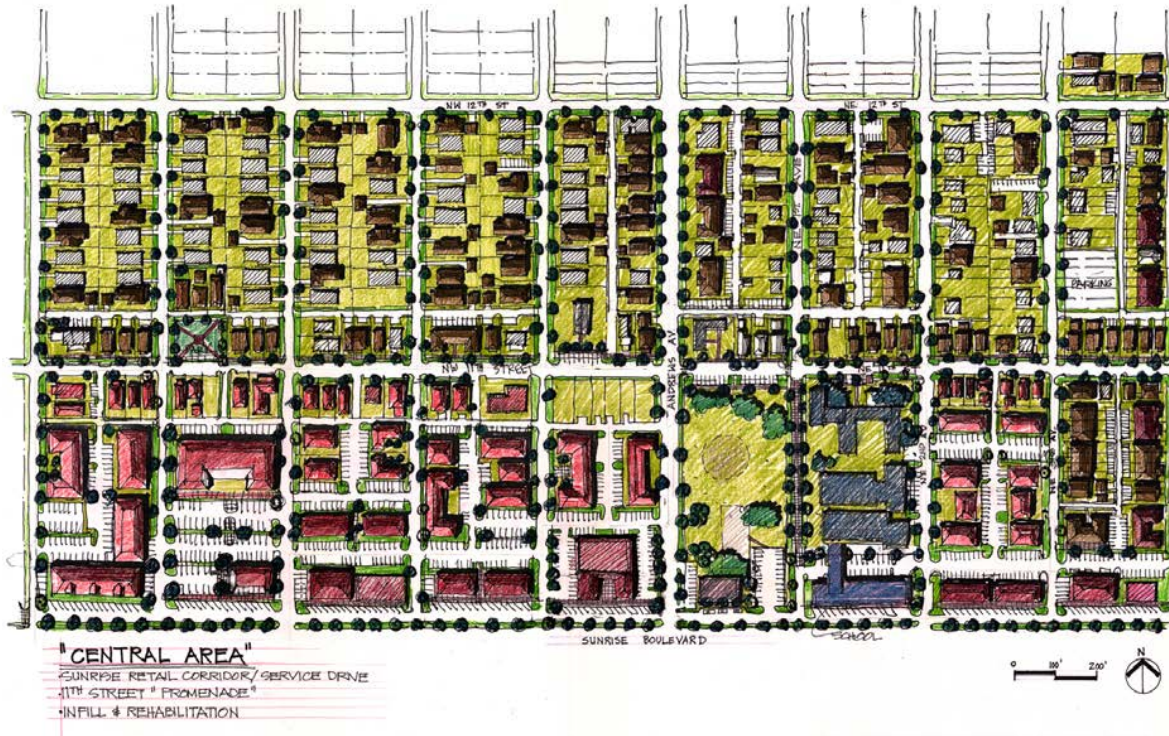 NW 12TH ST
NE 12TH ST
PARKING
ANDREWS AV
NW 11TH STREET
SUNRISE BOULEVARD
SCHOOL
"CENTRAL AREA"
·SUNRISE RETAIL CORRIDOR/SERVICE DRIVE
·11TH STREET "PROMENADE"
·INFILL & REHABILITATION
0 100' 200'
N